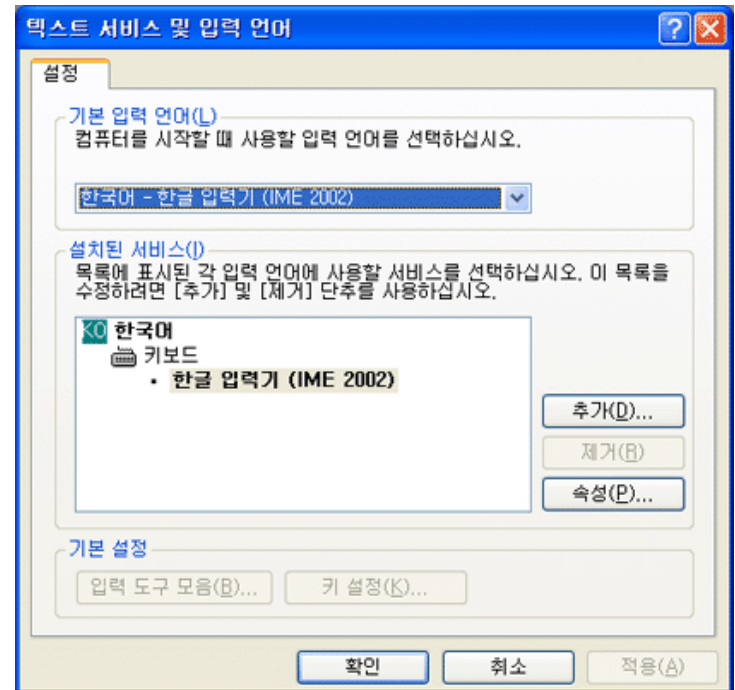 텍스트 서비스 및 입력 언어
설정
기본 입력 언어(L)
컴퓨터를 시작할 때 사용할 입력 언어를 선택하십시오.
한국어 - 한글 입력기 (IME 2002)
설치된 서비스(I)
목록에 표시된 각 입력 언어에 사용할 서비스를 선택하십시오. 이 목록을
수정하려면 [추가] 및 [제거] 단추를 사용하십시오.
KO 한국어
키보드
• 한글 입력기 (IME 2002)
추가(D)...
제거(R)
속성(P)...
기본 설정
입력 도구 모음(B)... 키 설정(K)...
확인 취소 적용(A)